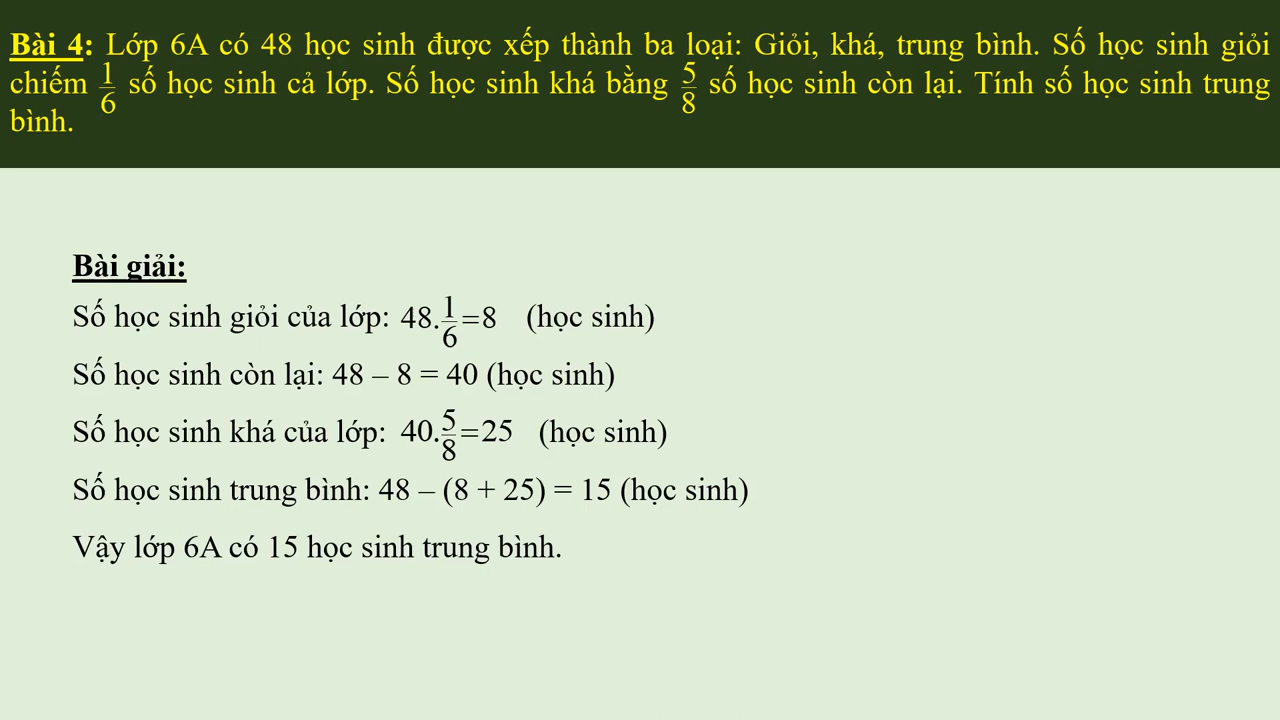 Bài 4: Lớp 6A có 48 học sinh được xếp thành ba loại: Giỏi, khá, trung bình. Số học sinh giỏi
chiếm 1/6 số học sinh cả lớp. Số học sinh khá bằng 5/8 số học sinh còn lại. Tính số học sinh trung
bình.
Bài giải:
Số học sinh giỏi của lớp: 48.1/6=8 (học sinh)
Số học sinh còn lại: 48 – 8 = 40 (học sinh)
Số học sinh khá của lớp: 40.5/8=25 (học sinh)
Số học sinh trung bình: 48 – (8 + 25) = 15 (học sinh)
Vậy lớp 6A có 15 học sinh trung bình.